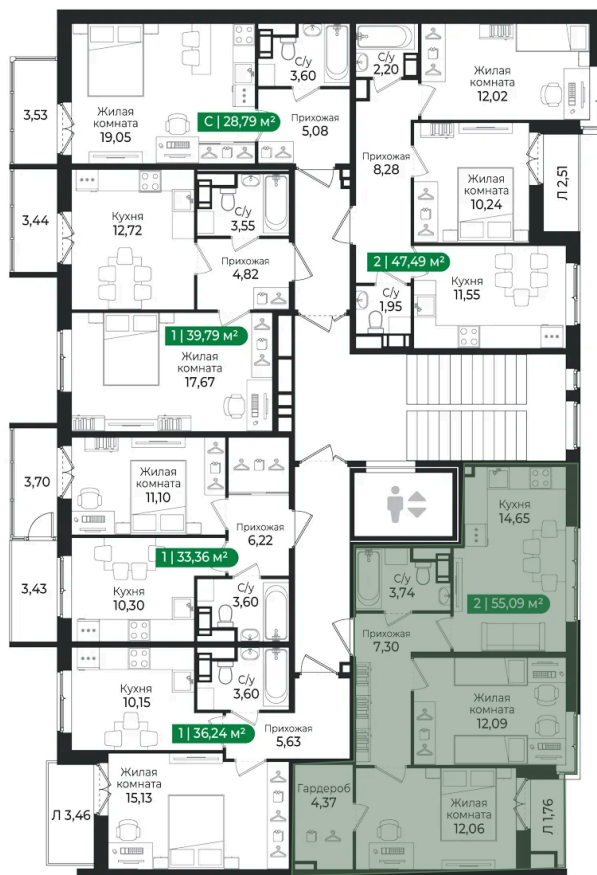 3,53
Жилая
комната
19,05
С/у
3,60
С | 28,79 м²
Прихожая
5,08
С/у
2,20
Жилая
комната
12,02
8,28
Жилая
комната
10,24
Л 2,51
3,44
Кухня
12,72
С/у
3,55
Прихожая
4,82
2 | 47,49 м²
Кухня
11,55
С/у
1,95
1 | 39,79 м²
Жилая
комната
17,67
3,70
Жилая
комната
11,10
Прихожая
6,22
1 | 33,36 м²
3,43
Кухня
10,30
С/у
3,60
Кухня
14,65
С/у
3,74
2 | 55,09 м²
Прихожая
7,30
Кухня
10,15
С/у
3,60
1 | 36,24 м²
Прихожая
5,63
Жилая
комната
12,09
Л 3,46
Жилая
комната
15,13
Гардероб
4,37
Жилая
комната
12,06
Л 1,76